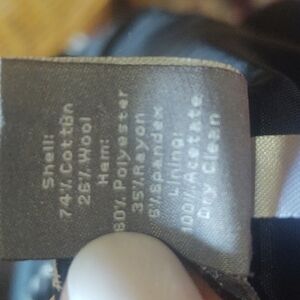 Shell:
74% Cotton
26% Wool
Hem:
60% Polyester
35% Rayon
5% Spandex
Lining:
100% Acetate
Dry Clean